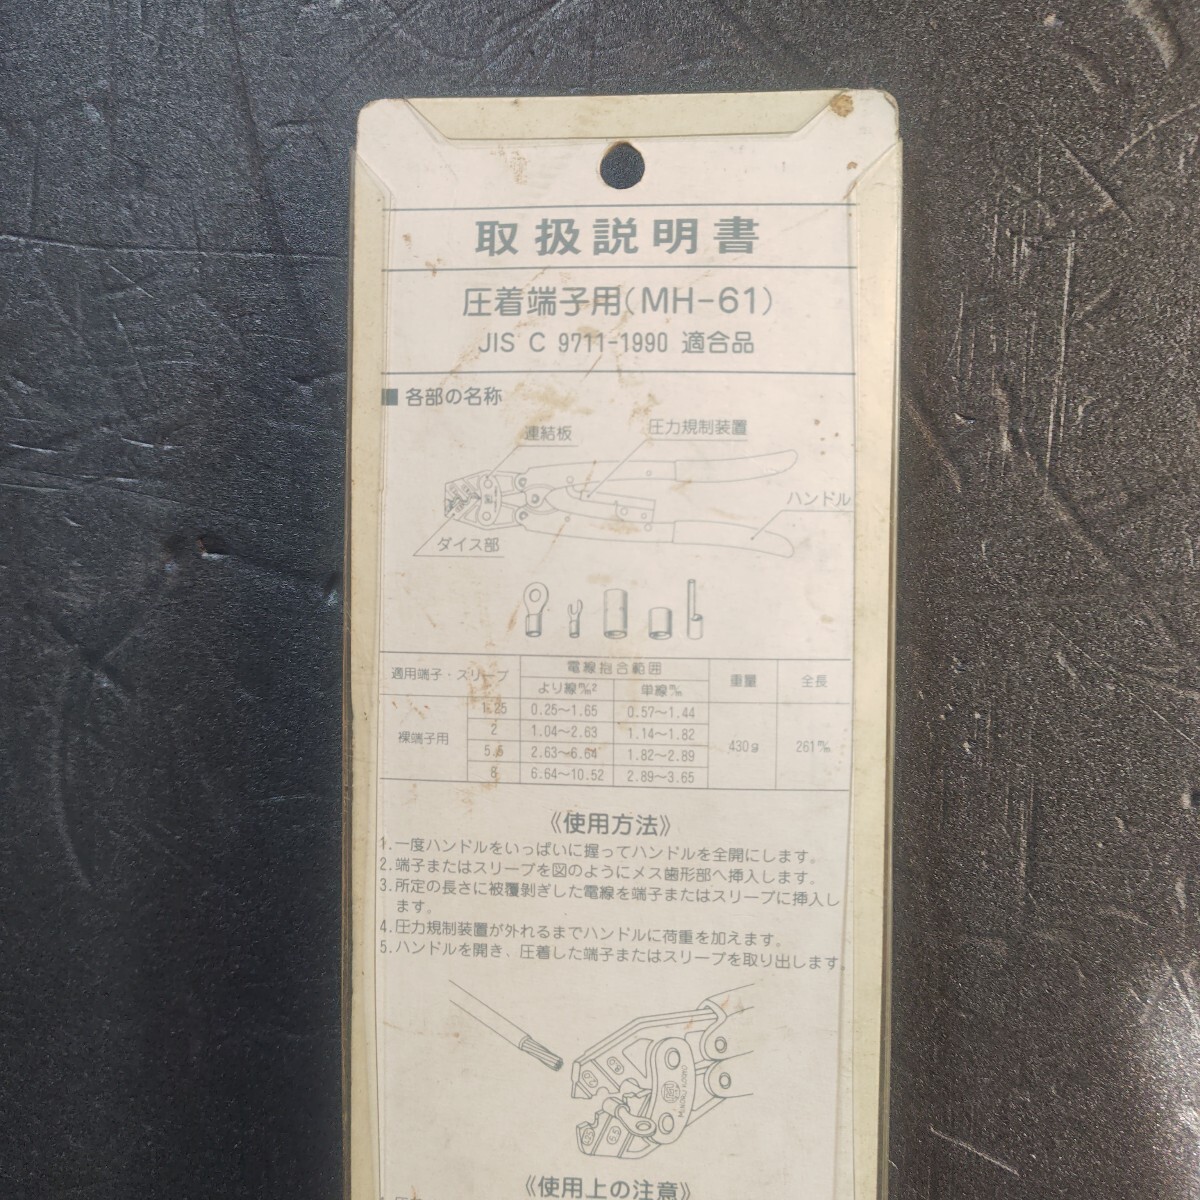 取扱説明書
圧着端子用(MH-61)
JIS C 9711-1990 適合品
■ 各部の名称
連結板
圧力規制装置
ハンドル
ダイス部
適用端子・スリーブ 電線抱合範囲 重量 全長
より線㎟ 単線㎜
裸端子用 1.25 0.25〜1.65 0.57〜1.44 430g 261㎜
2 1.04〜2.63 1.14〜1.82
5.5 2.63〜6.64 1.82〜2.89
8 6.64〜10.52 2.89〜3.65
《使用方法》
1.一度ハンドルをいっぱいに握ってハンドルを全開にします。
2.端子またはスリーブを図のようにメス歯形部へ挿入します。
3.所定の長さに被覆剝ぎした電線を端子またはスリーブに挿入し
ます。
4.圧力規制装置が外れるまでハンドルに荷重を加えます。
5.ハンドルを開き、圧着した端子またはスリーブを取り出します。
《使用上の注意》